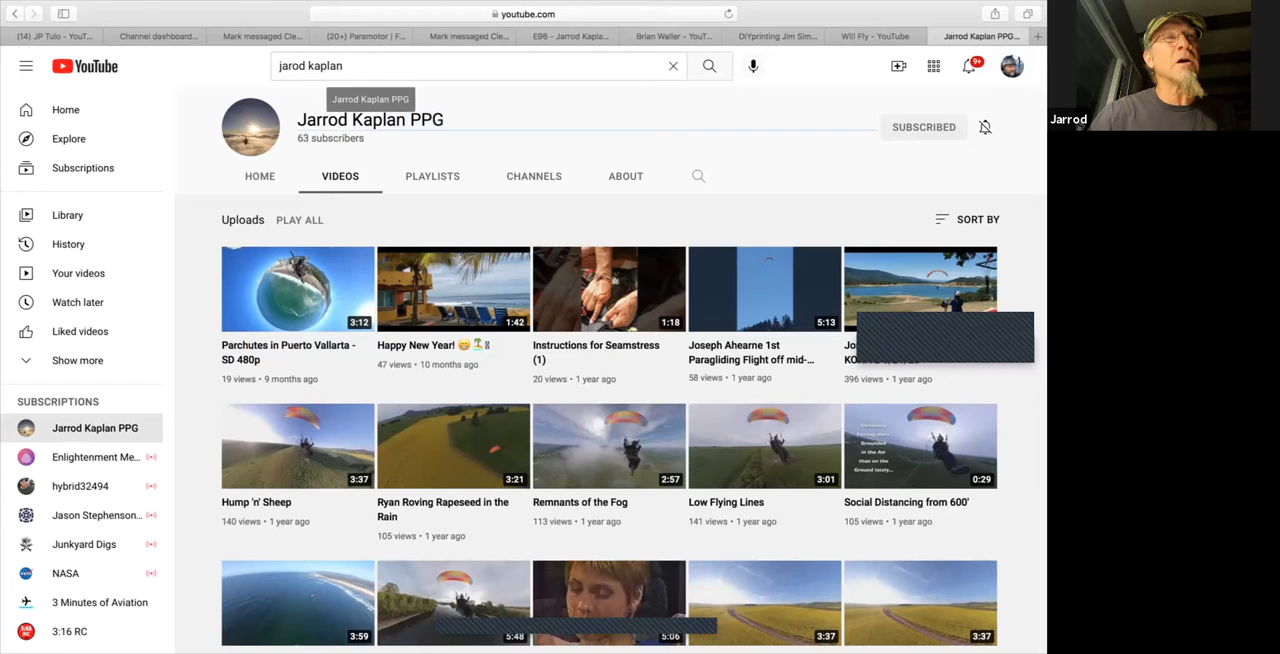 youtube.com
(14) JP Tulo - YouT...
Channel dashboard...
Mark messaged Cle...
(20+) Paramotor | F...
Mark messaged Cle...
E96 - Jarrod Kapla...
Brian Waller - YouT...
DIYprinting Jim Sim...
Will Fly - YouTube
Jarrod Kaplan PPG...
YouTube
jarod kaplan
9+
Jarrod Kaplan PPG
Jarrod Kaplan PPG
63 subscribers
SUBSCRIBED
HOME
VIDEOS
PLAYLISTS
CHANNELS
ABOUT
Home
Explore
Subscriptions
Library
History
Your videos
Watch later
Liked videos
Show more
SUBSCRIPTIONS
Jarrod Kaplan PPG
Enlightenment Me...
hybrid32494
Jason Stephenson...
Junkyard Digs
NASA
3 Minutes of Aviation
3:16 RC
Uploads PLAY ALL
SORT BY
3:12
Parchutes in Puerto Vallarta -
SD 480p
19 views • 9 months ago
1:42
Happy New Year! 😁🏝️
47 views • 10 months ago
1:18
Instructions for Seamstress
(1)
20 views • 1 year ago
5:13
Joseph Ahearne 1st
Paragliding Flight off mid-...
58 views • 1 year ago
396 views • 1 year ago
3:37
Hump 'n' Sheep
140 views • 1 year ago
3:21
Ryan Roving Rapeseed in the
Rain
105 views • 1 year ago
2:57
Remnants of the Fog
113 views • 1 year ago
3:01
Low Flying Lines
141 views • 1 year ago
in the Air
than on the
0:29
Social Distancing from 600'
105 views • 1 year ago
3:59
5:48
5:06
3:37
3:37
Jarrod